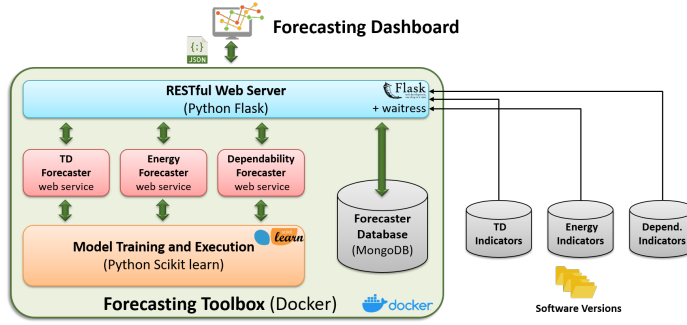 Forecasting Dashboard
{:}
JSON
RESTful Web Server
(Python Flask)
Flask
+ waitress
TD
Forecaster
web service
Energy
Forecaster
web service
Dependability
Forecaster
web service
Forecaster
Database
(MongoDB)
TD
Indicators
Energy
Indicators
Depend.
Indicators
Model Training and Execution
(Python Scikit learn)
learn
Software Versions
Forecasting Toolbox (Docker)
docker